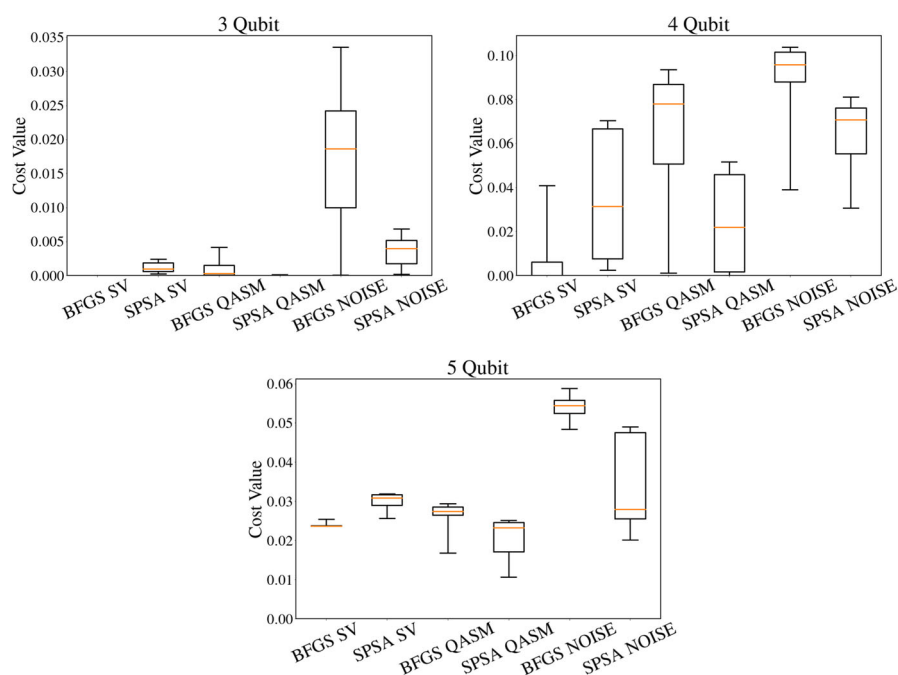 3 Qubit
Cost Value
0.035
0.030
0.025
0.020
0.015
0.010
0.005
0.000
BFGS SV
SPSA SV
BFGS QASM
SPSA QASM
BFGS NOISE
SPSA NOISE
4 Qubit
Cost Value
0.10
0.08
0.06
0.04
0.02
0.00
BFGS SV
SPSA SV
BFGS QASM
SPSA QASM
BFGS NOISE
SPSA NOISE
5 Qubit
Cost Value
0.06
0.05
0.04
0.03
0.02
0.01
0.00
BFGS SV
SPSA SV
BFGS QASM
SPSA QASM
BFGS NOISE
SPSA NOISE